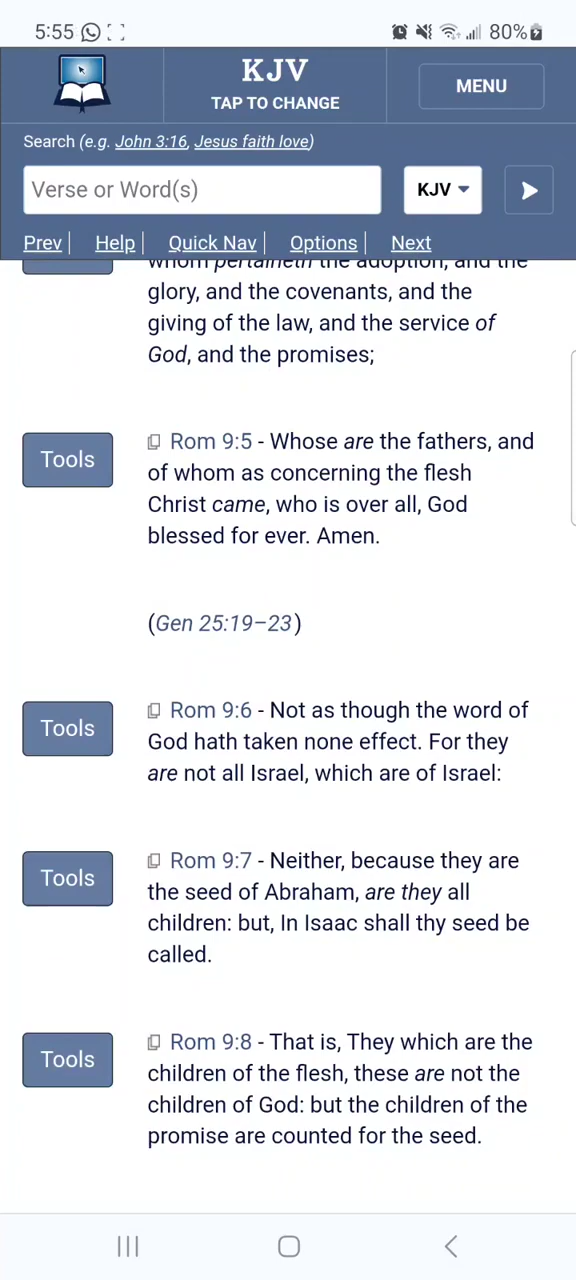 5:55
80%
KJV
TAP TO CHANGE
MENU
Search (e.g. John 3:16, Jesus faith love)
Verse or Word(s)
KJV
Prev
Help
Quick Nav
Options
Next
whom pertaineth the adoption, and the
glory, and the covenants, and the
giving of the law, and the service of
God, and the promises;
Tools
Rom 9:5 - Whose are the fathers, and
of whom as concerning the flesh
Christ came, who is over all, God
blessed for ever. Amen.
(Gen 25:19–23)
Tools
Rom 9:6 - Not as though the word of
God hath taken none effect. For they
are not all Israel, which are of Israel:
Tools
Rom 9:7 - Neither, because they are
the seed of Abraham, are they all
children: but, In Isaac shall thy seed be
called.
Tools
Rom 9:8 - That is, They which are the
children of the flesh, these are not the
children of God: but the children of the
promise are counted for the seed.